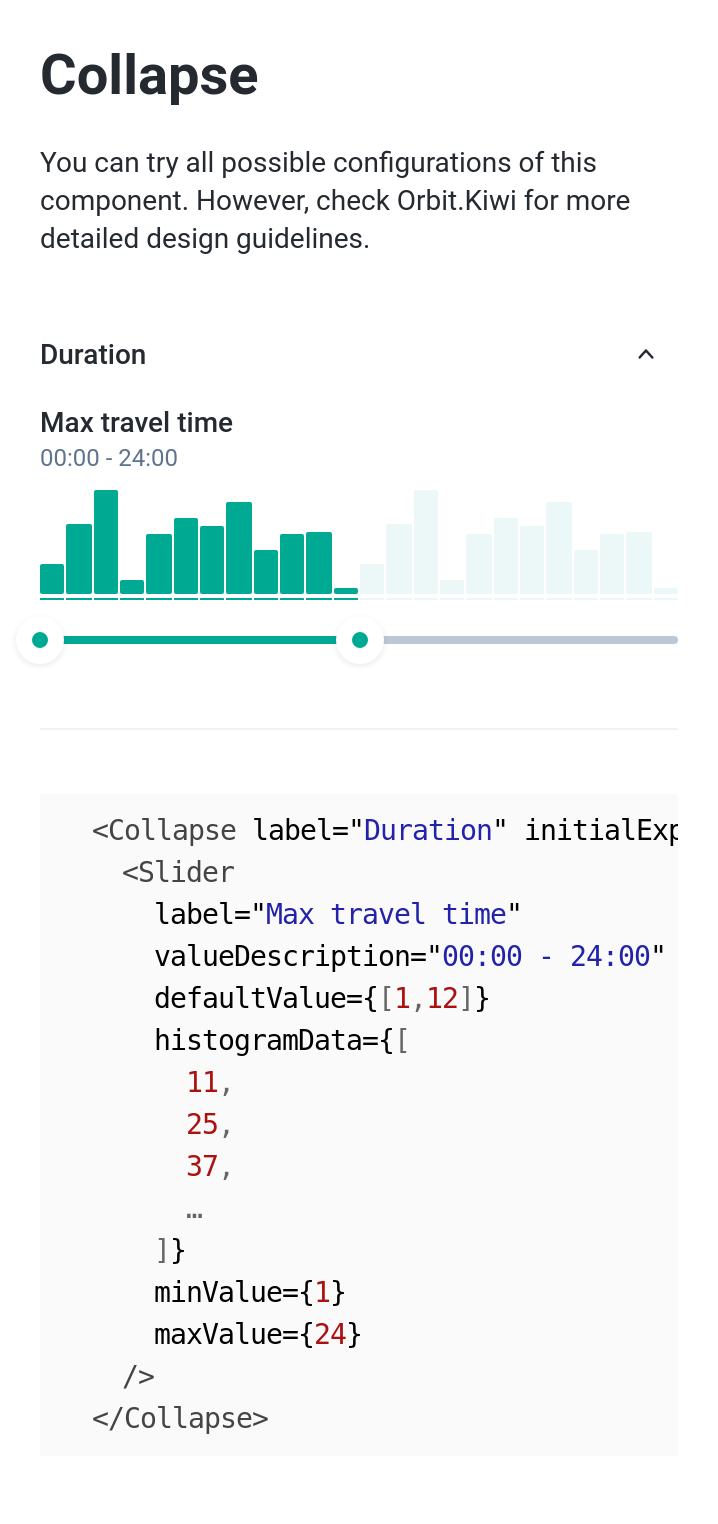 Collapse
You can try all possible configurations of this
component. However, check Orbit.Kiwi for more
detailed design guidelines.
Duration
Max travel time
00:00 - 24:00
<Collapse label="Duration" initialExp
<Slider
label="Max travel time"
valueDescription="00:00 - 24:00"
defaultValue={[1,12]}
histogramData={[
11,
25,
37,
…
]}
minValue={1}
maxValue={24}
/>
</Collapse>